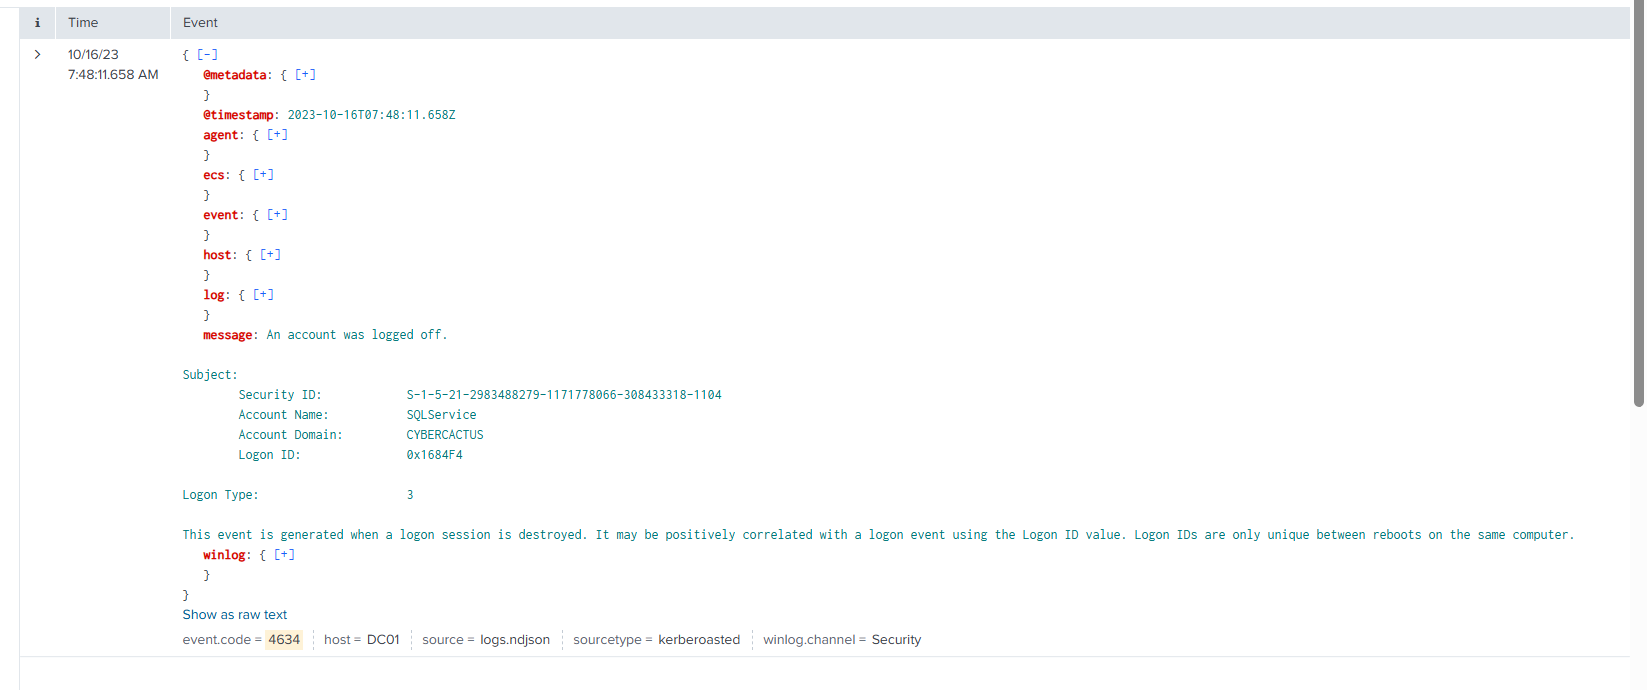 i Time Event
> 10/16/23 { [-]
7:48:11.658 AM @metadata: { [+]
}
@timestamp: 2023-10-16T07:48:11.658Z
agent: { [+]
}
ecs: { [+]
}
event: { [+]
}
host: { [+]
}
log: { [+]
}
message: An account was logged off.
Subject:
Security ID: S-1-5-21-2983488279-1171778066-308433318-1104
Account Name: SQLService
Account Domain: CYBERCACTUS
Logon ID: 0x1684F4
Logon Type: 3
This event is generated when a logon session is destroyed. It may be positively correlated with a logon event using the Logon ID value. Logon IDs are only unique between reboots on the same computer.
winlog: { [+]
}
}
Show as raw text
event.code = 4634 host = DC01 source = logs.ndjson sourcetype = kerberoasted winlog.channel = Security